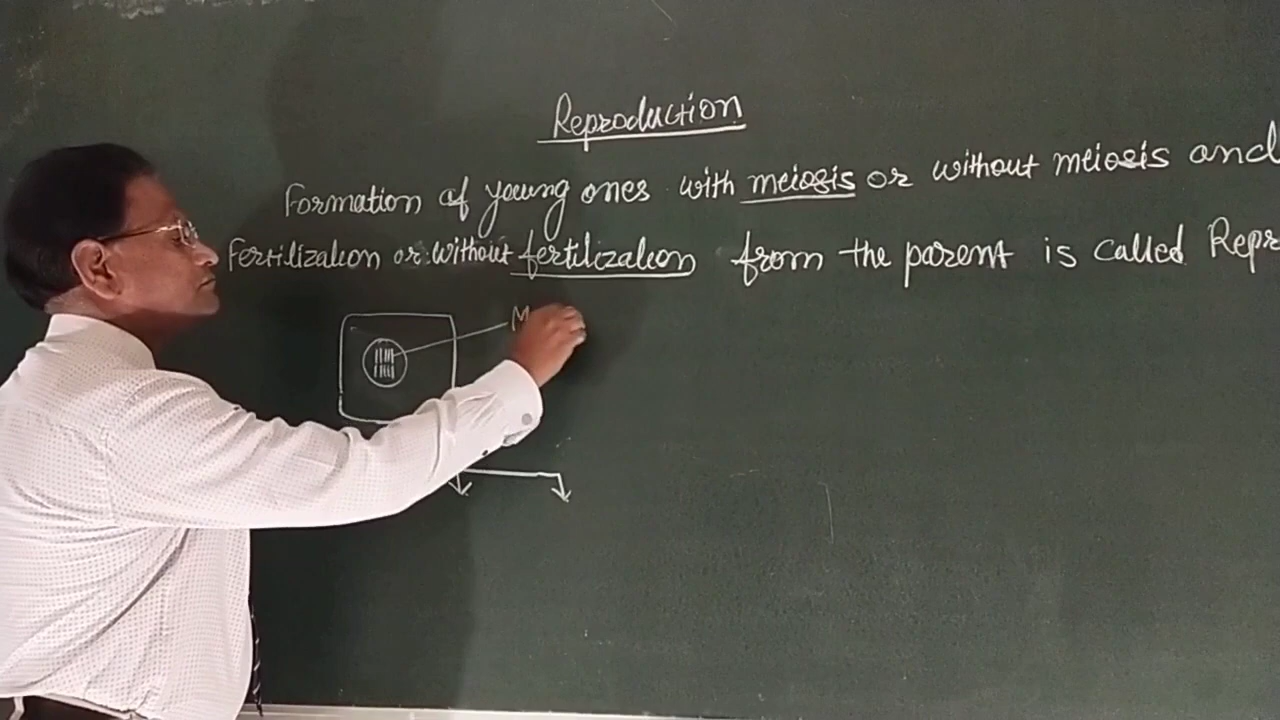 Reproduction
Formation of young ones with meiosis or without meiosis and
Fertilization or without fertilization from the parent is called Repr
M